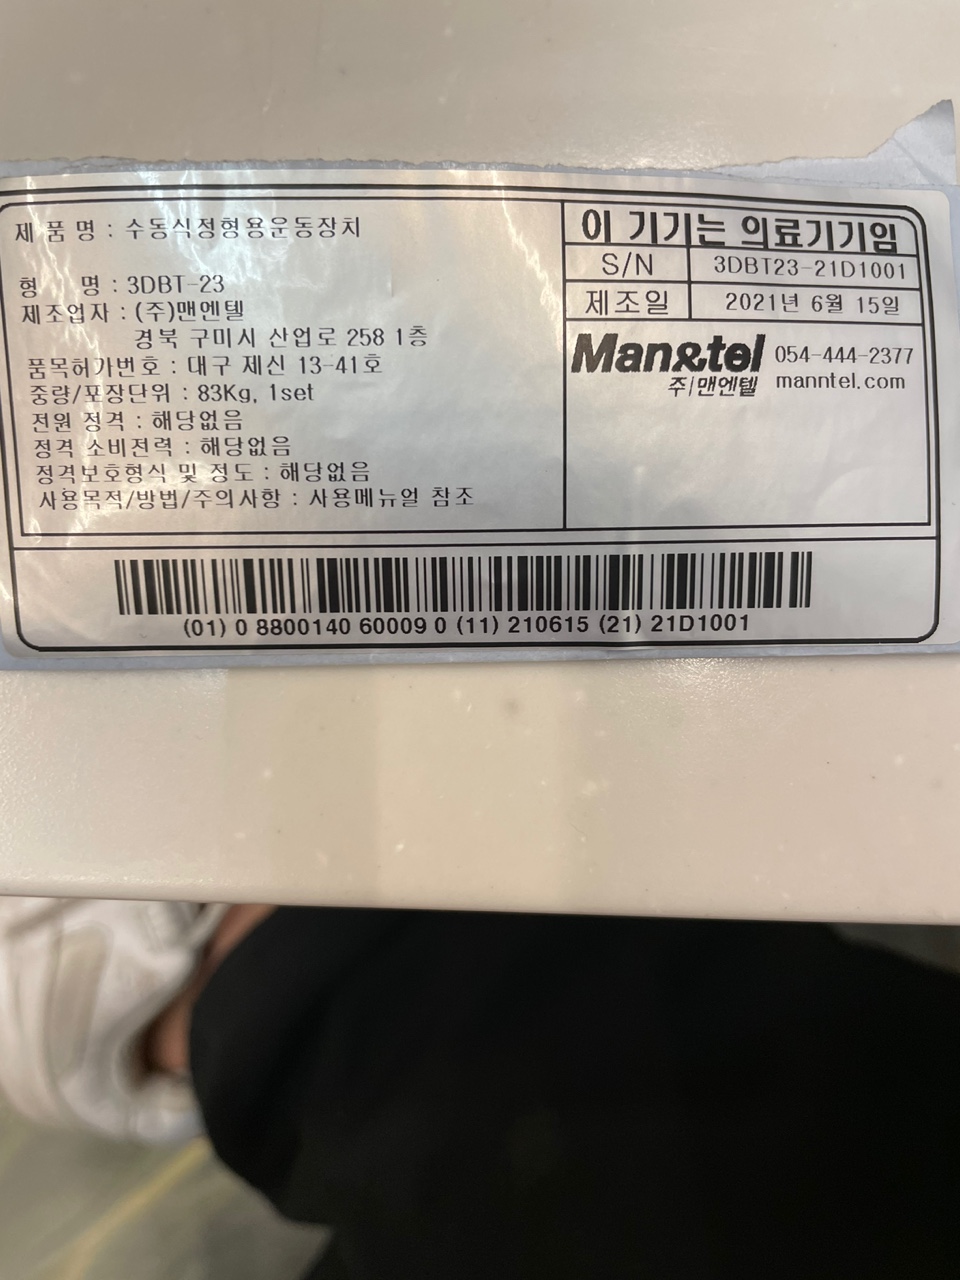 제 품 명 : 수동식정형용운동장치
형 명 : 3DBT-23
제조업자 : (주)맨엔텔
경북 구미시 산업로 258 1층
품목허가번호 : 대구 제신 13-41호
중량/포장단위 : 83Kg, 1set
전원 정격 : 해당없음
정격 소비전력 : 해당없음
정격보호형식 및 정도 : 해당없음
사용목적/방법/주의사항 : 사용메뉴얼 참조
이 기기는 의료기기임
S/N 3DBT23-21D1001
제조일 2021년 6월 15일
Man&tel 054-444-2377
주|맨엔텔 manntel.com
(01) 0 8800140 60009 0 (11) 210615 (21) 21D1001